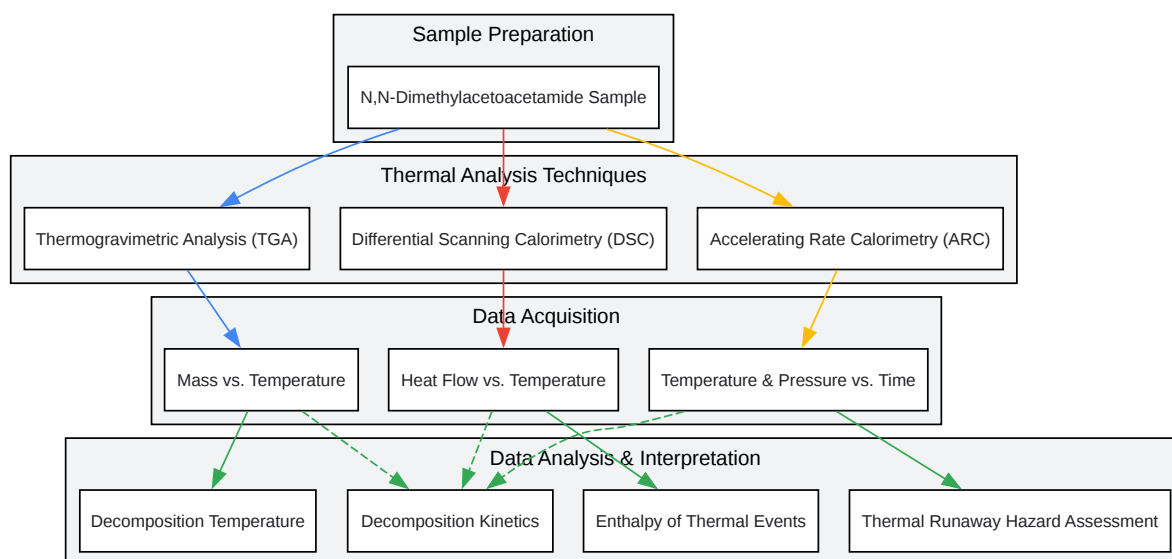 Sample Preparation
N,N-Dimethylacetoacetamide Sample
Thermal Analysis Techniques
Thermogravimetric Analysis (TGA)
Differential Scanning Calorimetry (DSC)
Accelerating Rate Calorimetry (ARC)
Data Acquisition
Mass vs. Temperature
Heat Flow vs. Temperature
Temperature & Pressure vs. Time
Data Analysis & Interpretation
Decomposition Temperature
Decomposition Kinetics
Enthalpy of Thermal Events
Thermal Runaway Hazard Assessment